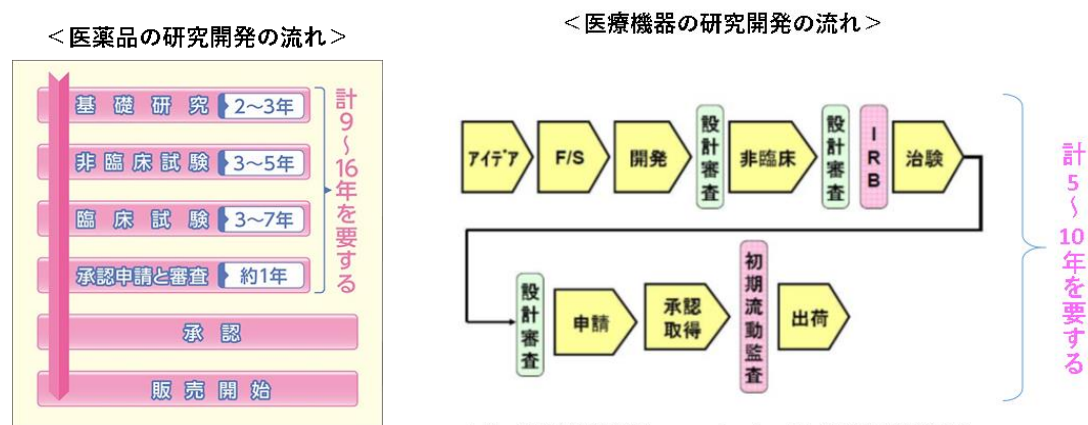 ＜医薬品の研究開発の流れ＞
基礎研究 2～3年
非臨床試験 3～5年
臨床試験 3～7年
承認申請と審査 約1年
承認
販売開始
計9～16年を要する
＜医療機器の研究開発の流れ＞
アイデア
F/S
開発
設計審査
非臨床
設計審査
IRB
治験
設計審査
申請
承認
取得
初期流動監査
出荷
計5～10年を要する